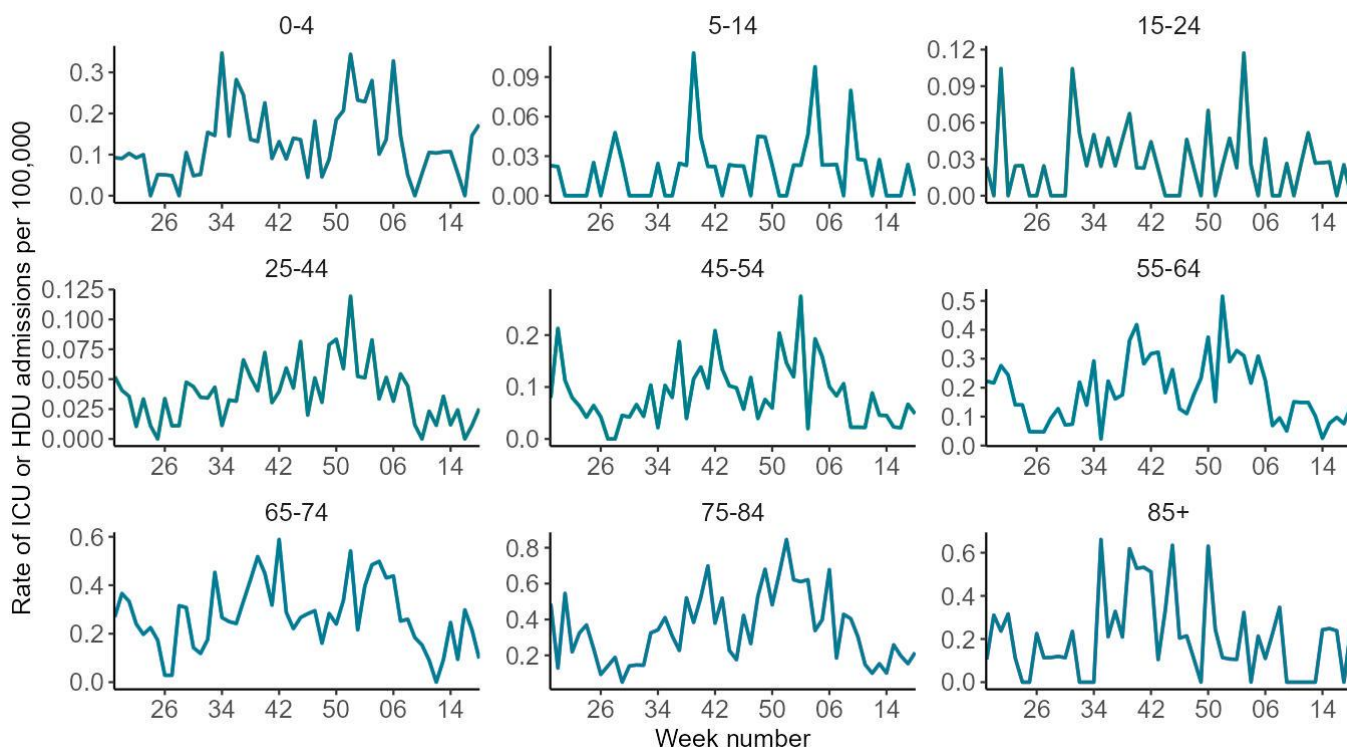 0-4 5-14 15-24
0.3 0.2 0.1 0.0
0.09 0.06 0.03 0.00
0.12 0.09 0.06 0.03 0.00
26 34 42 50 06 14
26 34 42 50 06 14
26 34 42 50 06 14
25-44 45-54 55-64
0.125 0.100 0.075 0.050 0.025 0.000
0.2 0.1 0.0
0.5 0.4 0.3 0.2 0.1 0.0
26 34 42 50 06 14
26 34 42 50 06 14
26 34 42 50 06 14
65-74 75-84 85+
0.6 0.4 0.2 0.0
0.8 0.6 0.4 0.2
0.6 0.4 0.2 0.0
26 34 42 50 06 14
26 34 42 50 06 14
26 34 42 50 06 14
Rate of ICU or HDU admissions per 100,000
Week number